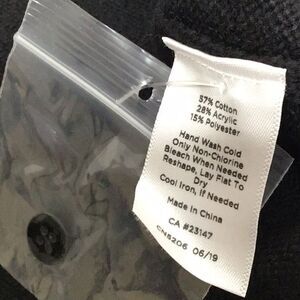 57% Cotton
28% Acrylic
15% Polyester
Hand Wash Cold
Only Non-Chlorine
Bleach When Needed
Reshape, Lay Flat To
Dry
Cool Iron, If Needed
Made in China
CA #23147
CN5206 06/19